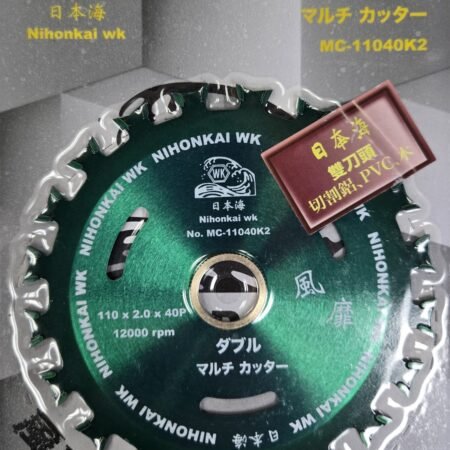 日本海
Nihonkai wk
マルチ カッター
MC-11040K2
NIHONKAI WK
NIHONKAI WK
NIHONKAI WK
NIHONKAI WK
NIHONKAI WK
WK
日本海
Nihonkai wk
No. MC-11040K2
日本海
雙刀頭
切割鋁、PVC、木
110 x 2.0 x 40P
12000 rpm
風靡
ダブル
マルチ カッター
日本海
風